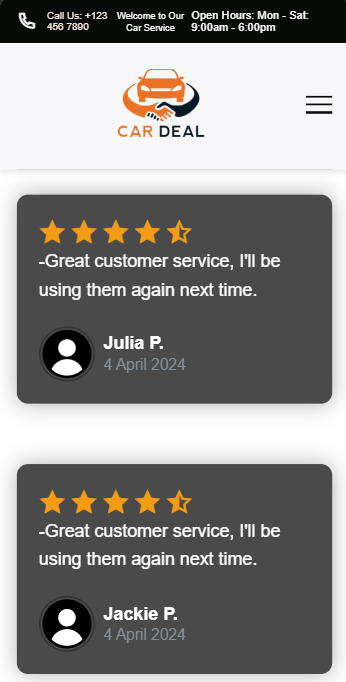 Call Us: +123
456 7890
Welcome to Our
Car Service
Open Hours: Mon - Sat:
9:00am - 6:00pm
CAR DEAL
-Great customer service, I'll be
using them again next time.
Julia P.
4 April 2024
-Great customer service, I'll be
using them again next time.
Jackie P.
4 April 2024